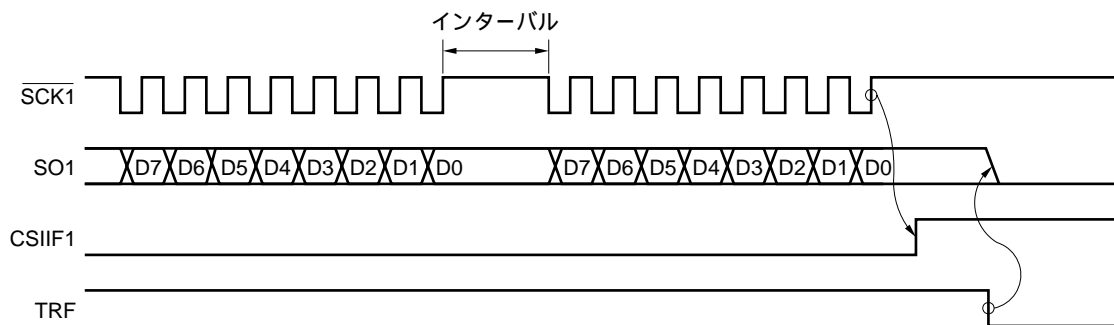 インターバル
SCK1
SO1 D7 D6 D5 D4 D3 D2 D1 D0 D7 D6 D5 D4 D3 D2 D1 D0
CSIIF1
TRF